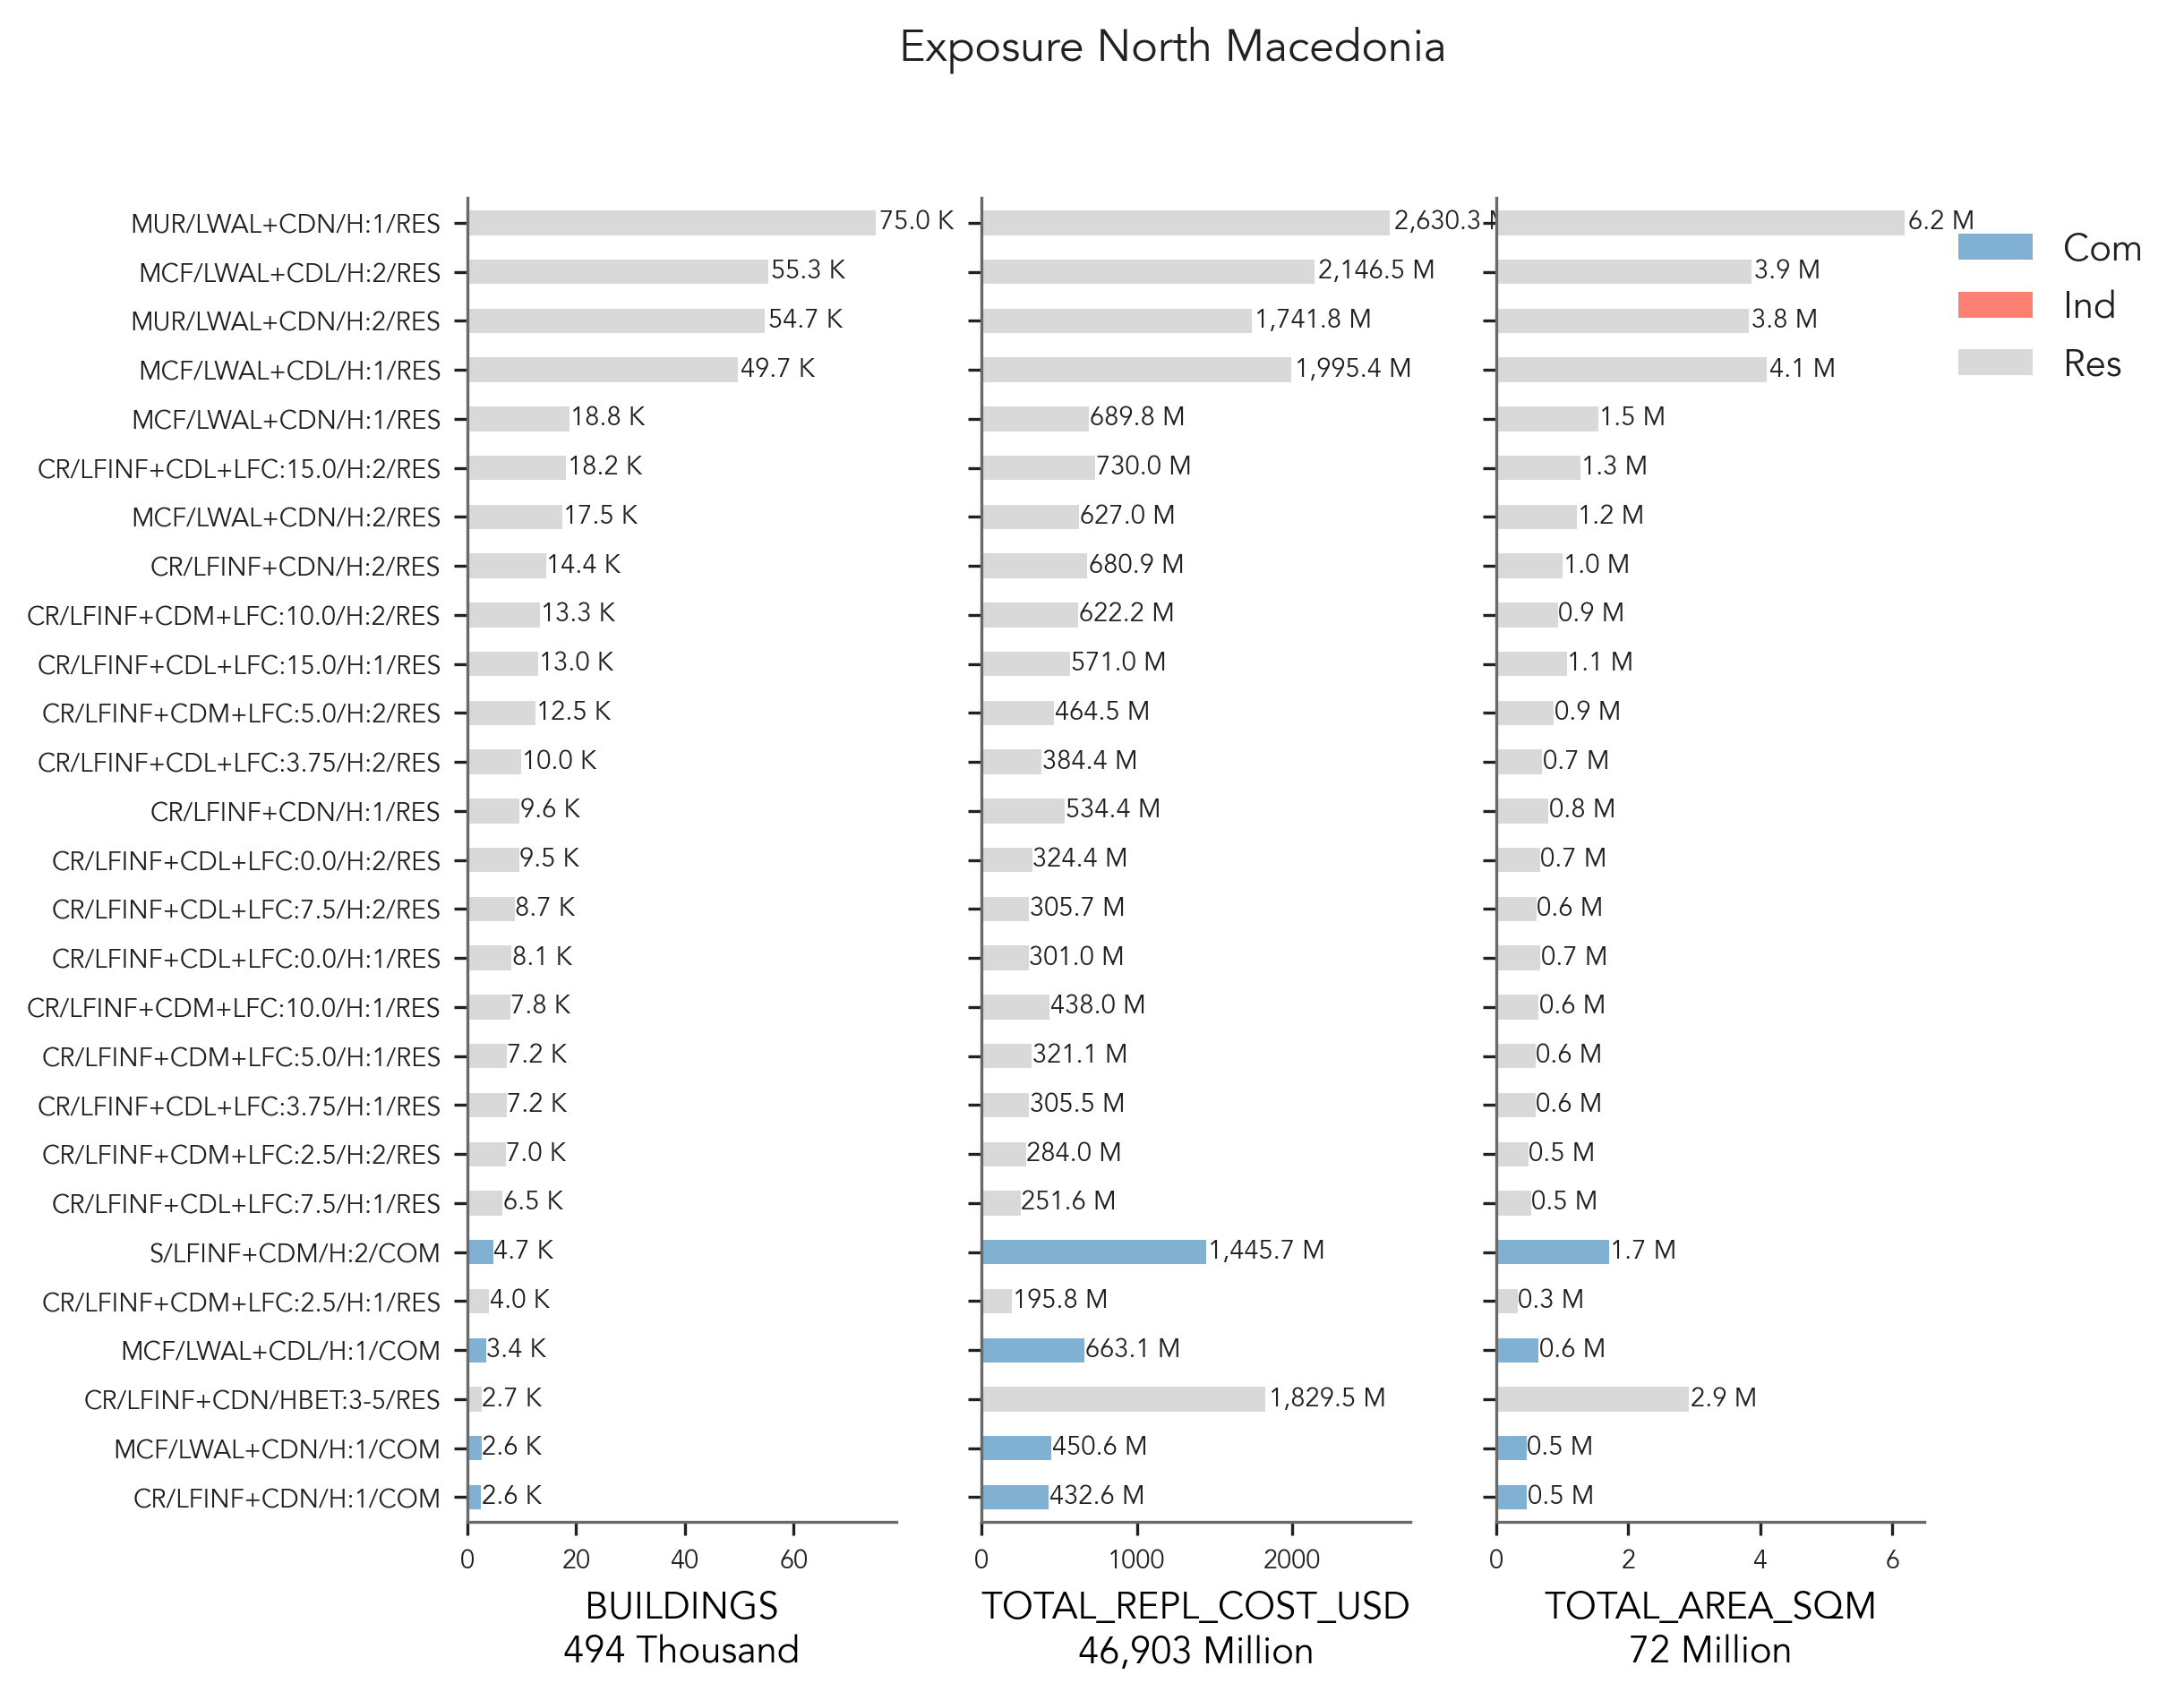 Exposure North Macedonia
MUR/LWAL+CDN/H:1/RES 75.0 K 2,630.3 M 6.2 M
MCF/LWAL+CDL/H:2/RES 55.3 K 2,146.5 M 3.9 M
MUR/LWAL+CDN/H:2/RES 54.7 K 1,741.8 M 3.8 M
MCF/LWAL+CDL/H:1/RES 49.7 K 1,995.4 M 4.1 M
MCF/LWAL+CDN/H:1/RES 18.8 K 689.8 M 1.5 M
CR/LFINF+CDL+LFC:15.0/H:2/RES 18.2 K 730.0 M 1.3 M
MCF/LWAL+CDN/H:2/RES 17.5 K 627.0 M 1.2 M
CR/LFINF+CDN/H:2/RES 14.4 K 680.9 M 1.0 M
CR/LFINF+CDM+LFC:10.0/H:2/RES 13.3 K 622.2 M 0.9 M
CR/LFINF+CDL+LFC:15.0/H:1/RES 13.0 K 571.0 M 1.1 M
CR/LFINF+CDM+LFC:5.0/H:2/RES 12.5 K 464.5 M 0.9 M
CR/LFINF+CDL+LFC:3.75/H:2/RES 10.0 K 384.4 M 0.7 M
CR/LFINF+CDN/H:1/RES 9.6 K 534.4 M 0.8 M
CR/LFINF+CDL+LFC:0.0/H:2/RES 9.5 K 324.4 M 0.7 M
CR/LFINF+CDL+LFC:7.5/H:2/RES 8.7 K 305.7 M 0.6 M
CR/LFINF+CDL+LFC:0.0/H:1/RES 8.1 K 301.0 M 0.7 M
CR/LFINF+CDM+LFC:10.0/H:1/RES 7.8 K 438.0 M 0.6 M
CR/LFINF+CDM+LFC:5.0/H:1/RES 7.2 K 321.1 M 0.6 M
CR/LFINF+CDL+LFC:3.75/H:1/RES 7.2 K 305.5 M 0.6 M
CR/LFINF+CDM+LFC:2.5/H:2/RES 7.0 K 284.0 M 0.5 M
CR/LFINF+CDL+LFC:7.5/H:1/RES 6.5 K 251.6 M 0.5 M
S/LFINF+CDM/H:2/COM 4.7 K 1,445.7 M 1.7 M
CR/LFINF+CDM+LFC:2.5/H:1/RES 4.0 K 195.8 M 0.3 M
MCF/LWAL+CDL/H:1/COM 3.4 K 663.1 M 0.6 M
CR/LFINF+CDN/HBET:3-5/RES 2.7 K 1,829.5 M 2.9 M
MCF/LWAL+CDN/H:1/COM 2.6 K 450.6 M 0.5 M
CR/LFINF+CDN/H:1/COM 2.6 K 432.6 M 0.5 M
0 20 40 60
BUILDINGS
494 Thousand
0 1000 2000
TOTAL_REPL_COST_USD
46,903 Million
0 2 4 6
TOTAL_AREA_SQM
72 Million
Com
Ind
Res